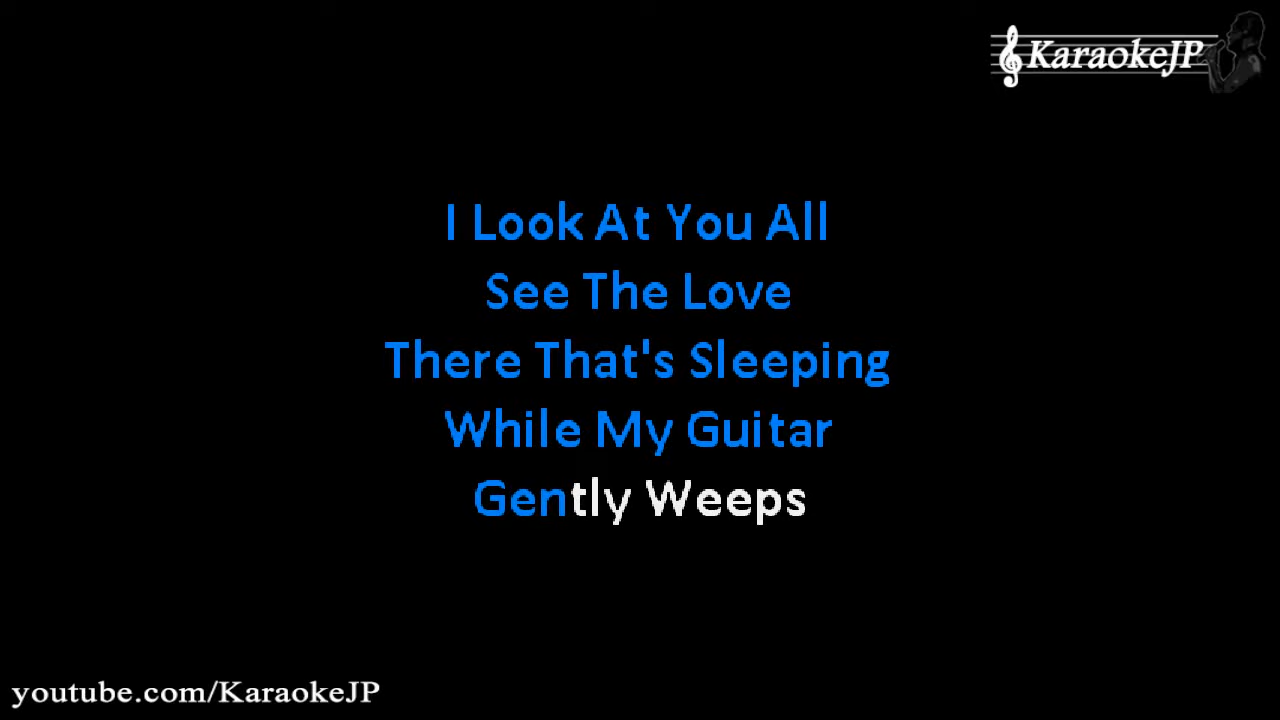 KaraokeJP
I Look At You All
See The Love
There That's Sleeping
While My Guitar
Gently Weeps
youtube.com/KaraokeJP